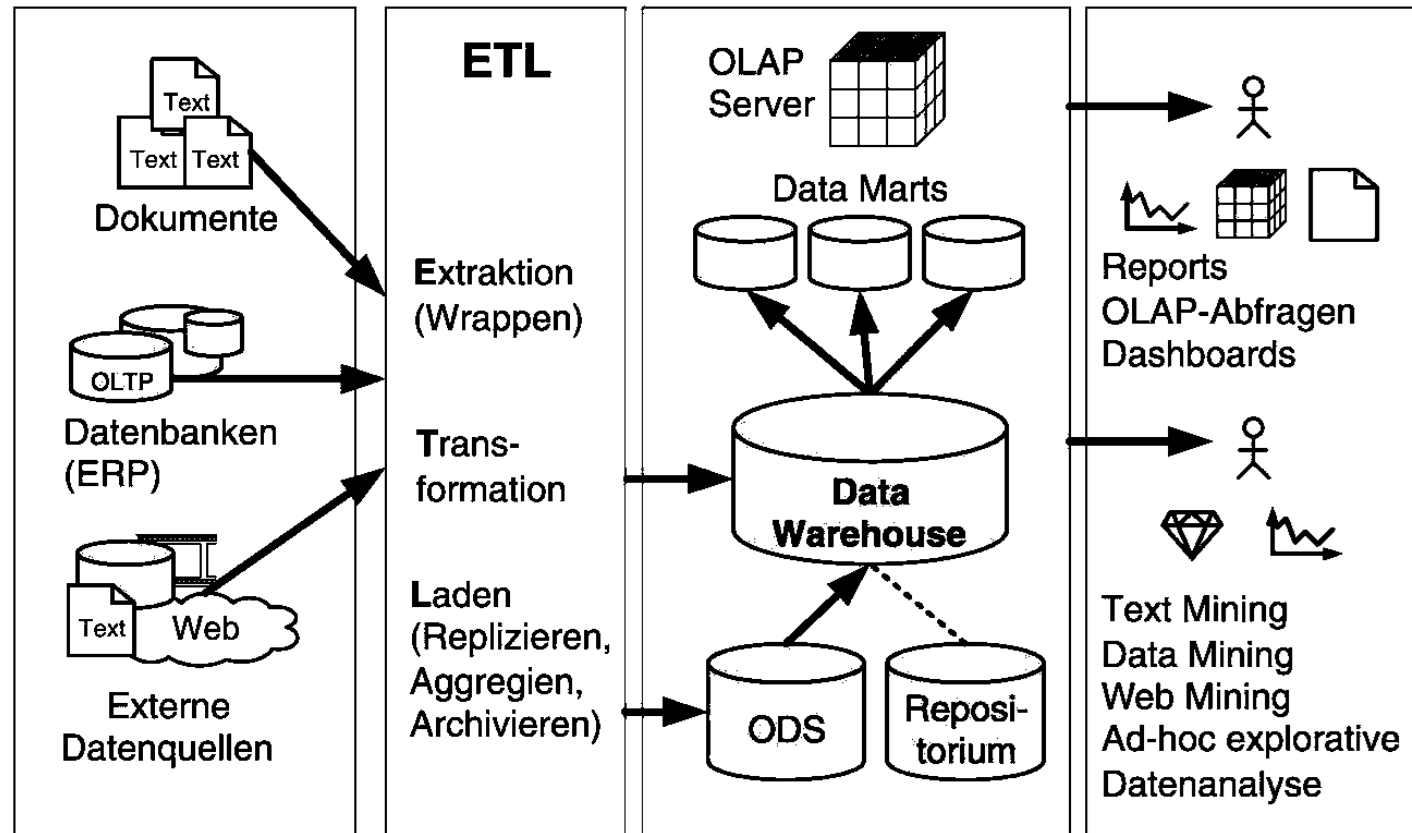 Text
Text Text
Dokumente
OLTP
Datenbanken
(ERP)
Text
Web
Externe
Datenquellen
ETL
Extraktion
(Wrappen)
Trans-
formation
Laden
(Replizieren,
Aggregien,
Archivieren)
OLAP
Server
Data Marts
Data
Warehouse
ODS
Reposi-
torium
Reports
OLAP-Abfragen
Dashboards
Text Mining
Data Mining
Web Mining
Ad-hoc explorative
Datenanalyse